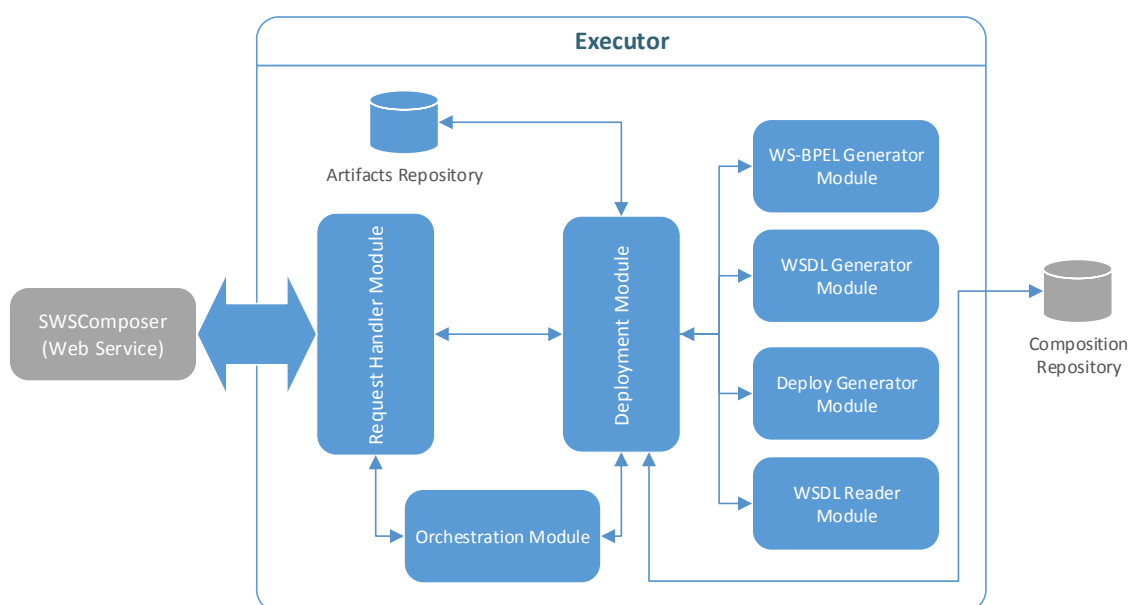 Executor
Artifacts Repository
WS-BPEL Generator
Module
WSDL Generator
Module
Deploy Generator
Module
WSDL Reader
Module
Request Handler Module
Deployment Module
Orchestration Module
SWSComposer
(Web Service)
Composition
Repository